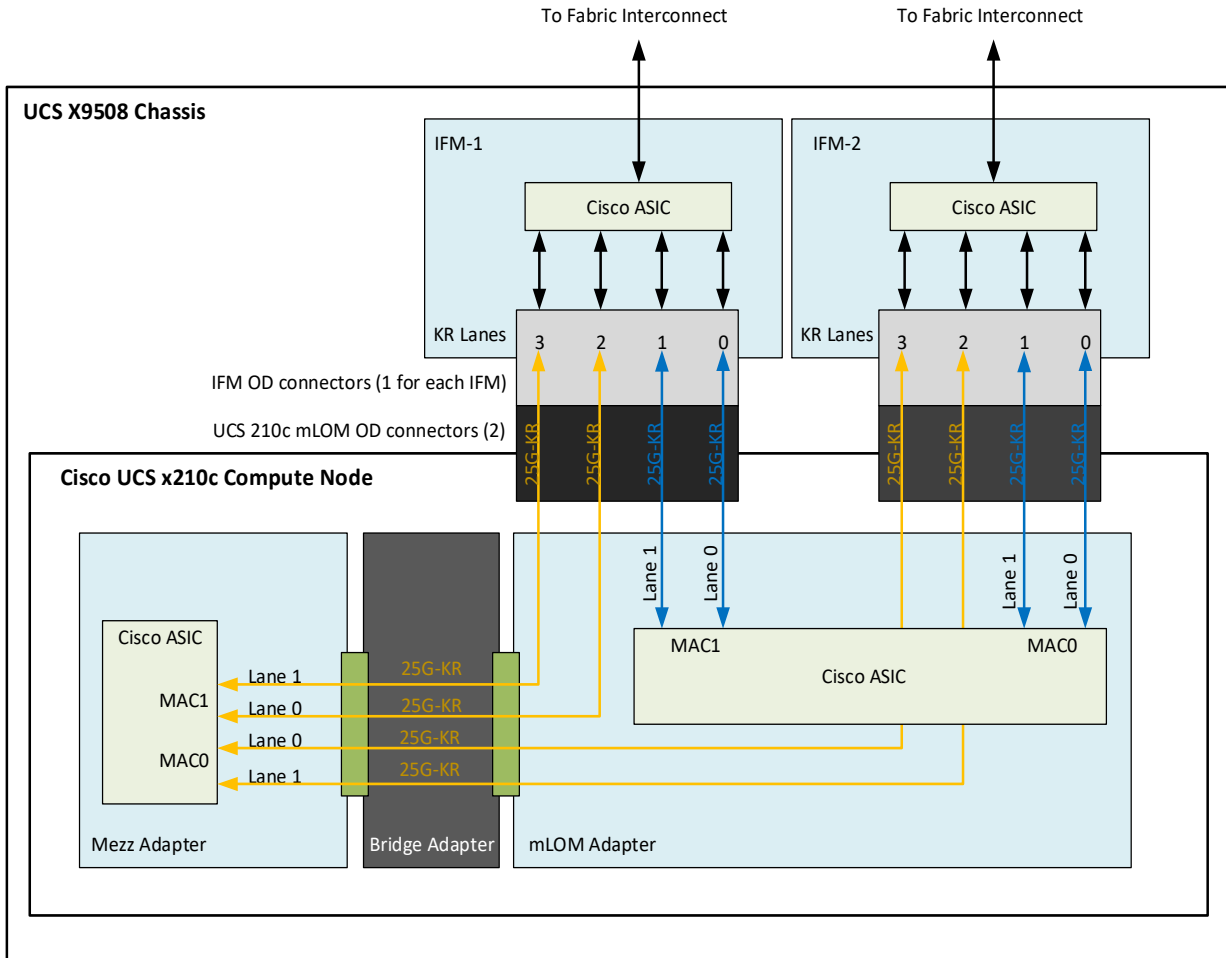 To Fabric Interconnect
To Fabric Interconnect
UCS X9508 Chassis
IFM-1
IFM-2
Cisco ASIC
Cisco ASIC
KR Lanes
3
2
1
0
KR Lanes
3
2
1
0
IFM OD connectors (1 for each IFM)
UCS 210c mLOM OD connectors (2)
25G-KR
25G-KR
25G-KR
25G-KR
25G-KR
25G-KR
25G-KR
25G-KR
Cisco UCS x210c Compute Node
Lane 1
Lane 0
Lane 1
Lane 0
Cisco ASIC
MAC1
MAC0
Lane 1
Lane 0
Lane 0
Lane 1
25G-KR
25G-KR
25G-KR
25G-KR
MAC1
MAC0
Cisco ASIC
Mezz Adapter
Bridge Adapter
mLOM Adapter